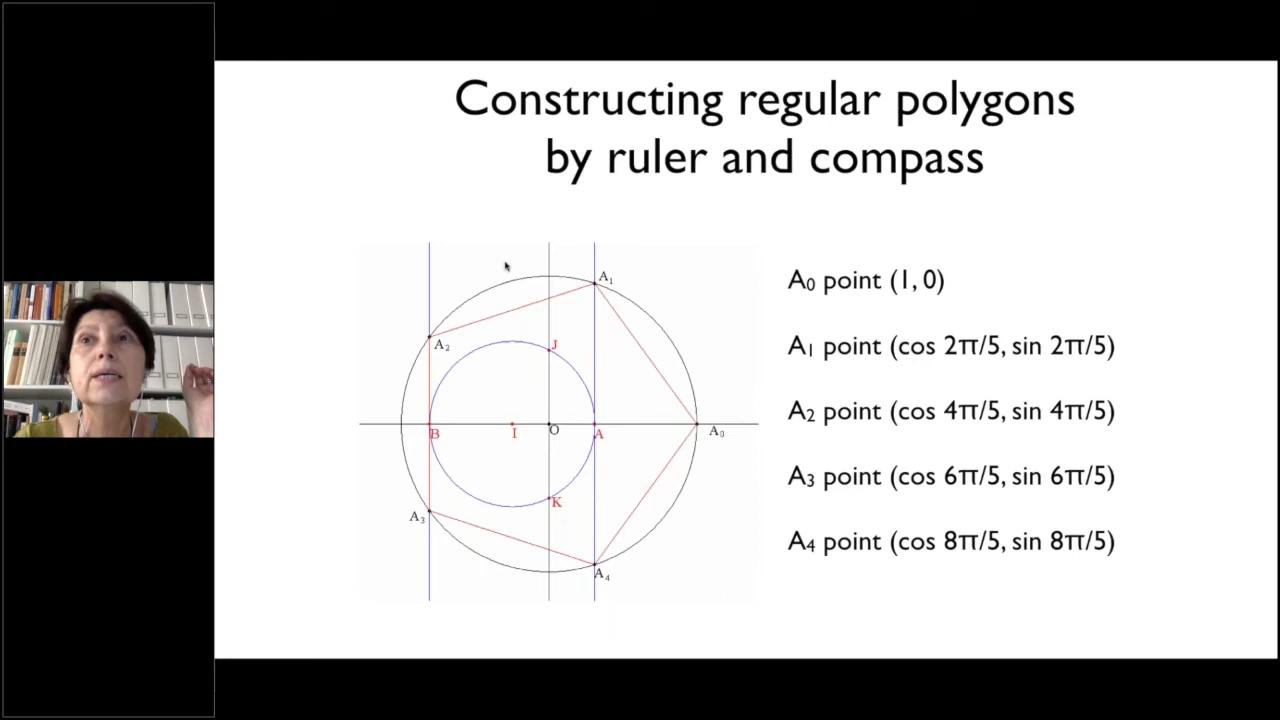 Constructing regular polygons
by ruler and compass
A₁
A₂
J
B
I
O
A
A₀
K
A₃
A₄
A₀ point (1, 0)
A₁ point (cos 2π/5, sin 2π/5)
A₂ point (cos 4π/5, sin 4π/5)
A₃ point (cos 6π/5, sin 6π/5)
A₄ point (cos 8π/5, sin 8π/5)